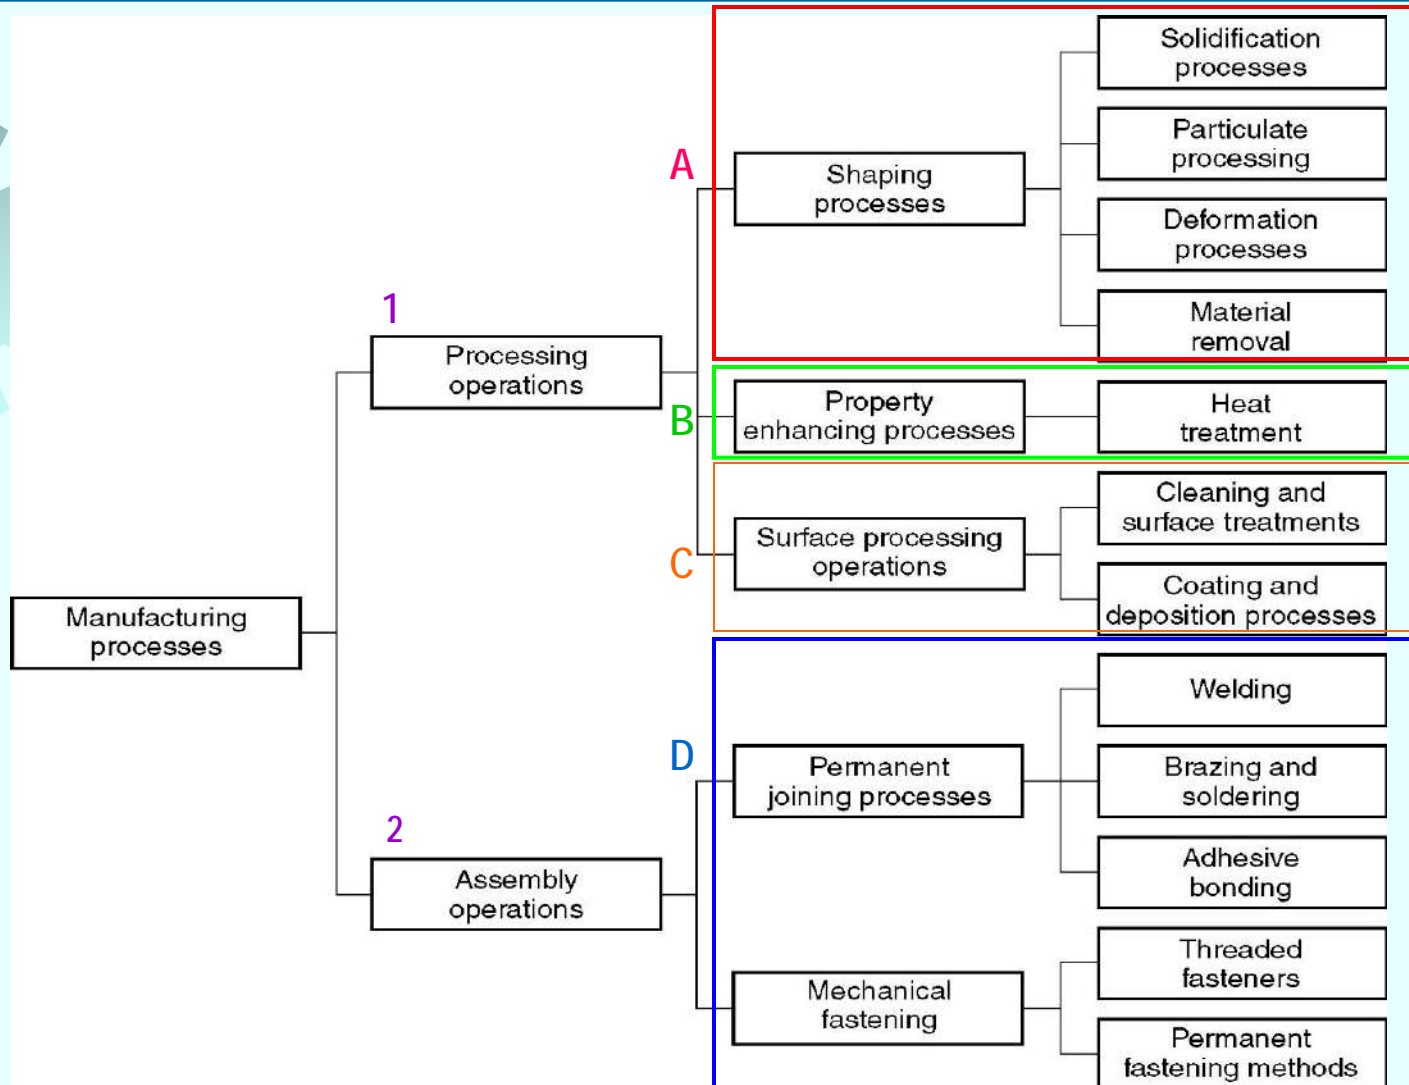 Solidification
processes
Particulate
processing
A
Shaping
processes
Deformation
processes
1
Material
removal
Processing
operations
B
Property
enhancing processes
Heat
treatment
Cleaning and
surface treatments
C
Surface processing
operations
Coating and
deposition processes
Manufacturing
processes
Welding
D
Permanent
joining processes
Brazing and
soldering
2
Adhesive
bonding
Assembly
operations
Threaded
fasteners
Mechanical
fastening
Permanent
fastening methods